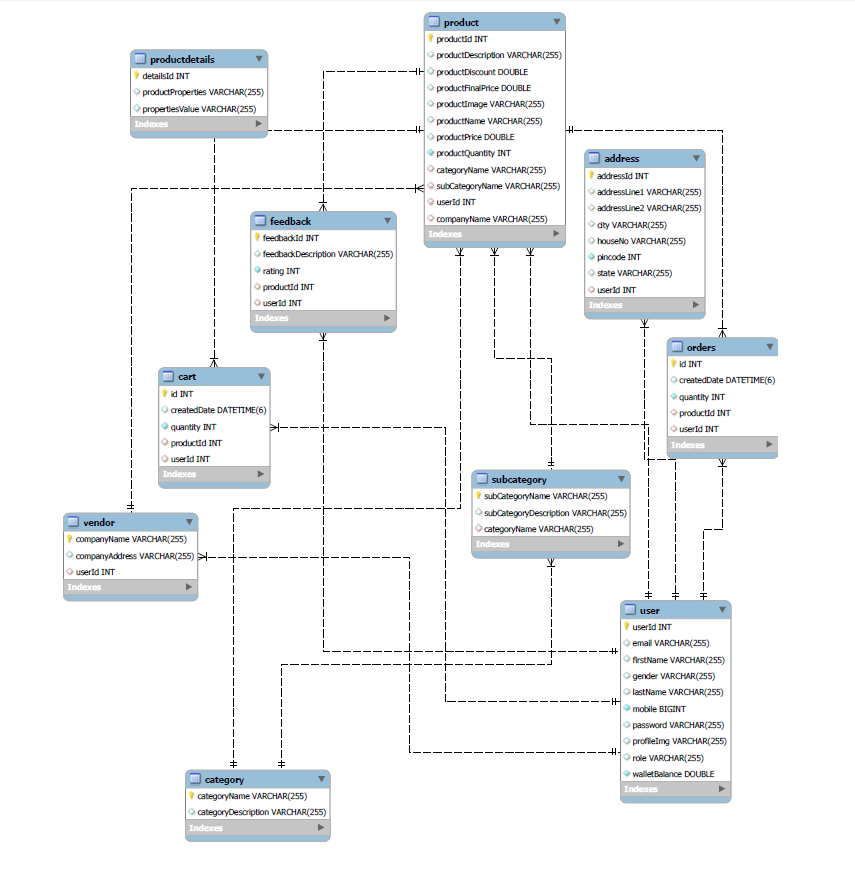 product
productId INT
productDescription VARCHAR(255)
productDiscount DOUBLE
productFinalPrice DOUBLE
productImage VARCHAR(255)
productName VARCHAR(255)
productPrice DOUBLE
productQuantity INT
categoryName VARCHAR(255)
subCategoryName VARCHAR(255)
userId INT
companyName VARCHAR(255)
Indexes
productdetails
detailsId INT
productProperties VARCHAR(255)
propertiesValue VARCHAR(255)
Indexes
address
addressId INT
addressLine1 VARCHAR(255)
addressLine2 VARCHAR(255)
city VARCHAR(255)
houseNo VARCHAR(255)
pincode INT
state VARCHAR(255)
userId INT
Indexes
feedback
feedbackId INT
feedbackDescription VARCHAR(255)
rating INT
productId INT
userId INT
Indexes
orders
id INT
createdDate DATETIME(6)
quantity INT
productId INT
userId INT
Indexes
cart
id INT
createdDate DATETIME(6)
quantity INT
productId INT
userId INT
Indexes
subcategory
subCategoryName VARCHAR(255)
subCategoryDescription VARCHAR(255)
categoryName VARCHAR(255)
Indexes
vendor
companyName VARCHAR(255)
companyAddress VARCHAR(255)
userId INT
Indexes
user
userId INT
email VARCHAR(255)
firstName VARCHAR(255)
gender VARCHAR(255)
lastName VARCHAR(255)
mobile BIGINT
password VARCHAR(255)
profileImg VARCHAR(255)
role VARCHAR(255)
walletBalance DOUBLE
Indexes
category
categoryName VARCHAR(255)
categoryDescription VARCHAR(255)
Indexes